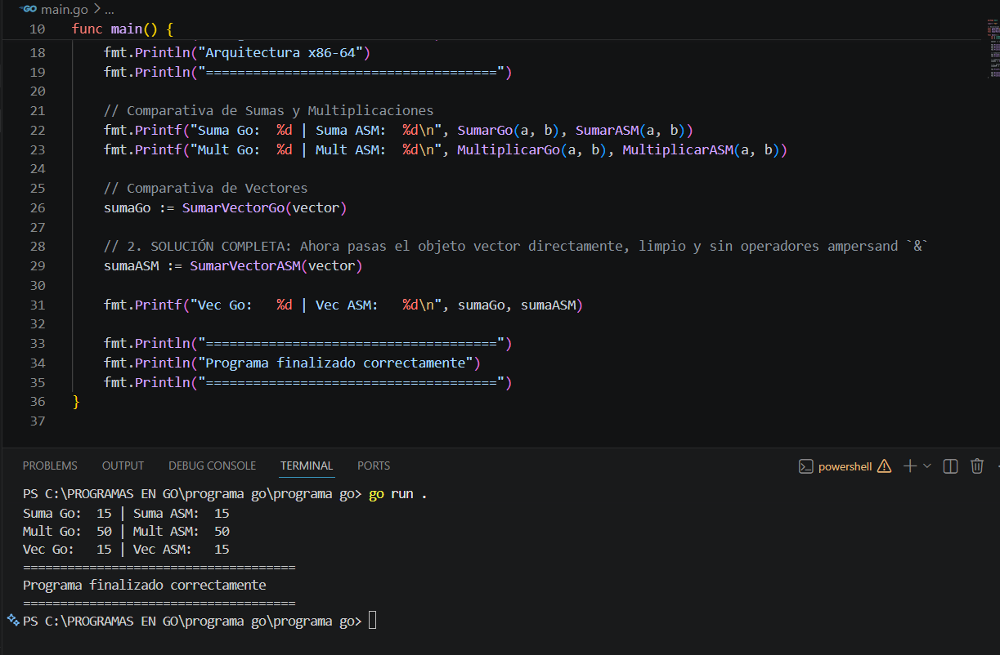 main.go > ...
10 func main() {
18 fmt.Println("Arquitectura x86-64")
19 fmt.Println("=====================================")
20
21 // Comparativa de Sumas y Multiplicaciones
22 fmt.Printf("Suma Go:  %d | Suma ASM:  %d\n", SumarGo(a, b), SumarASM(a, b))
23 fmt.Printf("Mult Go:  %d | Mult ASM:  %d\n", MultiplicarGo(a, b), MultiplicarASM(a, b))
24
25 // Comparativa de Vectores
26 sumaGo := SumarVectorGo(vector)
27
28 // 2. SOLUCIÓN COMPLETA: Ahora pasas el objeto vector directamente, limpio y sin operadores ampersand `&`
29 sumaASM := SumarVectorASM(vector)
30
31 fmt.Printf("Vec Go:   %d | Vec ASM:   %d\n", sumaGo, sumaASM)
32
33 fmt.Println("=====================================")
34 fmt.Println("Programa finalizado correctamente")
35 fmt.Println("=====================================")
36 }
37
PROBLEMS OUTPUT DEBUG CONSOLE TERMINAL PORTS powershell
PS C:\PROGRAMAS EN GO\programa go\programa go> go run .
Suma Go:  15 | Suma ASM:  15
Mult Go:  50 | Mult ASM:  50
Vec Go:   15 | Vec ASM:   15
=====================================
Programa finalizado correctamente
=====================================
PS C:\PROGRAMAS EN GO\programa go\programa go>